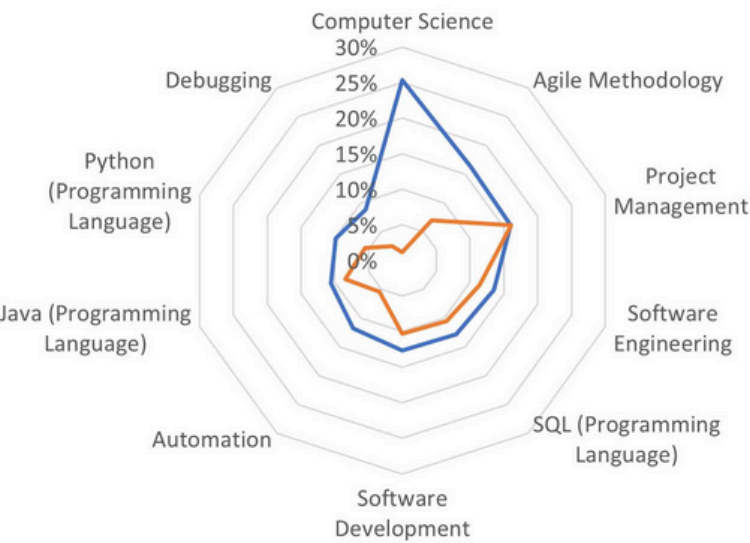 Computer Science
30%
25%
20%
15%
10%
5%
0%
Agile Methodology
Project
Management
Software
Engineering
SQL (Programming
Language)
Software
Development
Automation
Java (Programming
Language)
Python
(Programming
Language)
Debugging